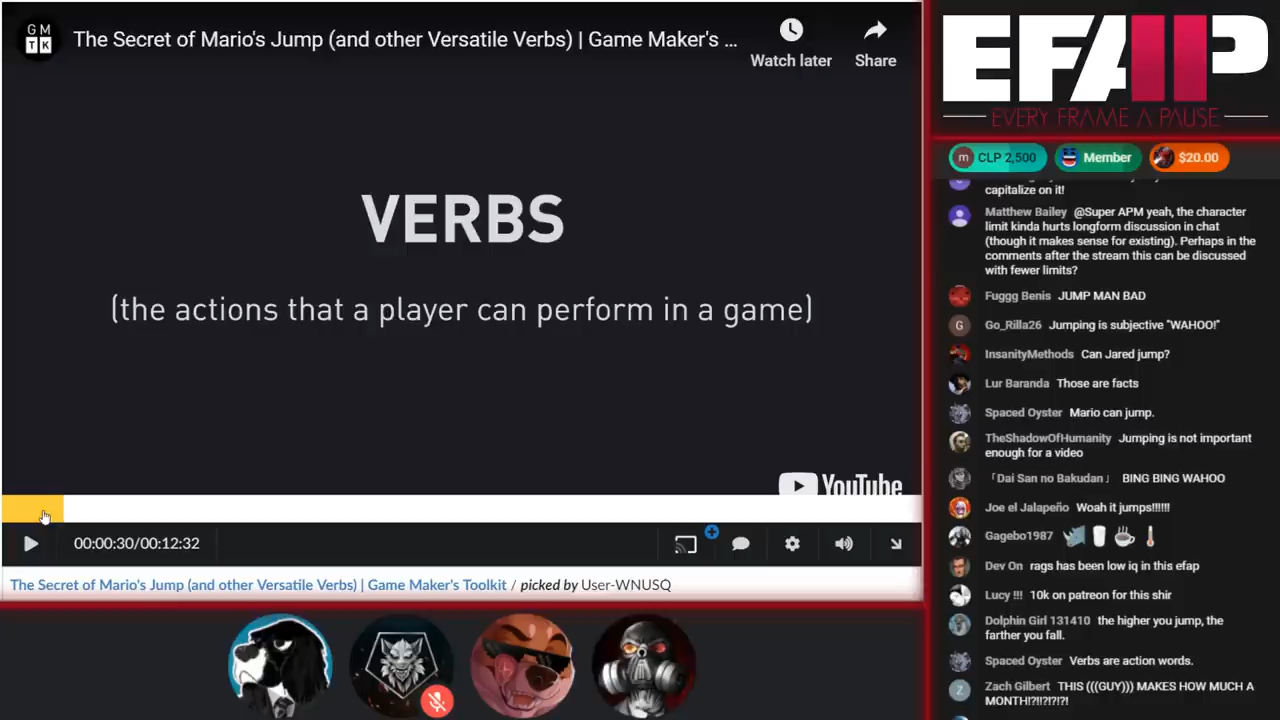 GM
TK
The Secret of Mario's Jump (and other Versatile Verbs) | Game Maker's ...
Watch later
Share
VERBS
(the actions that a player can perform in a game)
YouTube
00:00:30/00:12:32
The Secret of Mario's Jump (and other Versatile Verbs) | Game Maker's Toolkit / picked by User-WNUSQ
EFAP
EVERY FRAME A PAUSE
m CLP 2,500
Member
$20.00
capitalize on it!
Matthew Bailey @Super APM yeah, the character
limit kinda hurts longform discussion in chat
(though it makes sense for existing). Perhaps in the
comments after the stream this can be discussed
with fewer limits?
Fuggg Benis JUMP MAN BAD
G Go_Rilla26 Jumping is subjective "WAHOO!"
InsanityMethods Can Jared jump?
Lur Baranda Those are facts
Spaced Oyster Mario can jump.
TheShadowOfHumanity Jumping is not important
enough for a video
「Dai San no Bakudan」 BING BING WAHOO
Joe el Jalapeño Woah it jumps!!!!!!
Gagebo1987
Dev On rags has been low iq in this efap
Lucy !!! 10k on patreon for this shir
Dolphin Girl 131410 the higher you jump, the
farther you fall.
Spaced Oyster Verbs are action words.
Z Zach Gilbert THIS (((GUY))) MAKES HOW MUCH A
MONTH!?!!?!?!?!